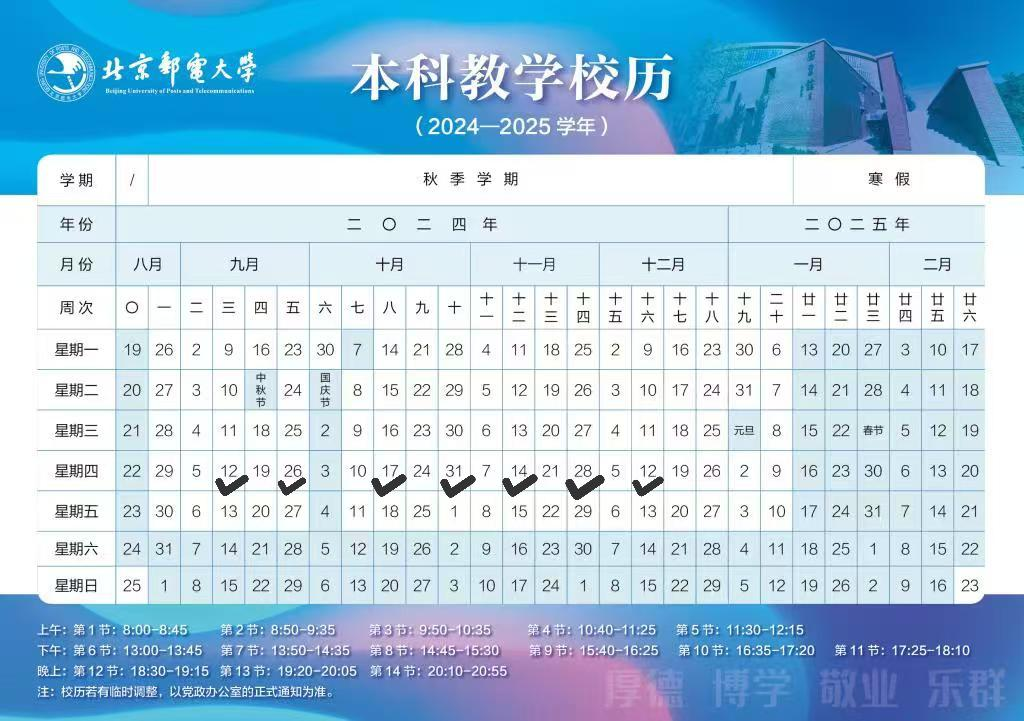 北京郵電大學
Beijing University of Posts and Telecommunications
本科教学校历
（2024—2025 学年）
学期 / 秋季学期 寒假
年份 二〇二四年 二〇二五年
月份 八月 九月 十月 十一月 十二月 一月 二月
周次 〇 一 二 三 四 五 六 七 八 九 十 十一 十二 十三 十四 十五 十六 十七 十八 十九 二十 廿一 廿二 廿三 廿四 廿五 廿六
星期一 19 26 2 9 16 23 30 7 14 21 28 4 11 18 25 2 9 16 23 30 6 13 20 27 3 10 17
星期二 20 27 3 10 中秋节 24 国庆节 8 15 22 29 5 12 19 26 3 10 17 24 31 7 14 21 28 4 11 18
星期三 21 28 4 11 18 25 2 9 16 23 30 6 13 20 27 4 11 18 25 元旦 8 15 22 春节 5 12 19
星期四 22 29 5 12 19 26 3 10 17 24 31 7 14 21 28 5 12 19 26 2 9 16 23 30 6 13 20
星期五 23 30 6 13 20 27 4 11 18 25 1 8 15 22 29 6 13 20 27 3 10 17 24 31 7 14 21
星期六 24 31 7 14 21 28 5 12 19 26 2 9 16 23 30 7 14 21 28 4 11 18 25 1 8 15 22
星期日 25 1 8 15 22 29 6 13 20 27 3 10 17 24 1 8 15 22 29 5 12 19 26 2 9 16 23
上午：第 1 节：8:00-8:45 第 2 节：8:50-9:35 第 3 节：9:50-10:35 第 4 节：10:40-11:25 第 5 节：11:30-12:15
下午：第 6 节：13:00-13:45 第 7 节：13:50-14:35 第 8 节：14:45-15:30 第 9 节：15:40-16:25 第 10 节：16:35-17:20 第 11 节：17:25-18:10
晚上：第 12 节：18:30-19:15 第 13 节：19:20-20:05 第 14 节：20:10-20:55
注：校历若有临时调整，以党政办公室的正式通知为准。
厚德 博学 敬业 乐群